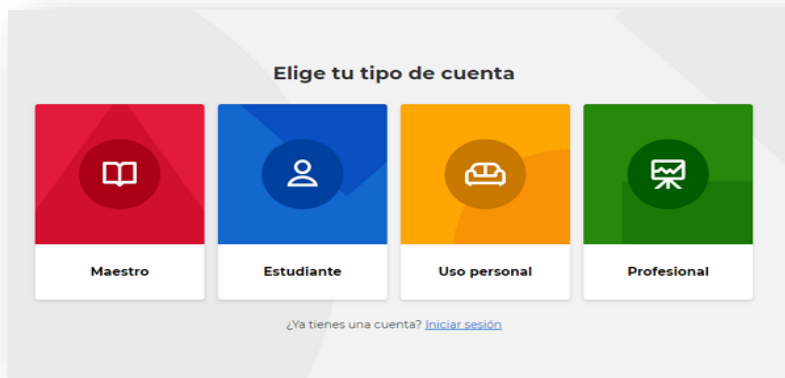 Elige tu tipo de cuenta
Maestro
Estudiante
Uso personal
Profesional
¿Ya tienes una cuenta? Iniciar sesión